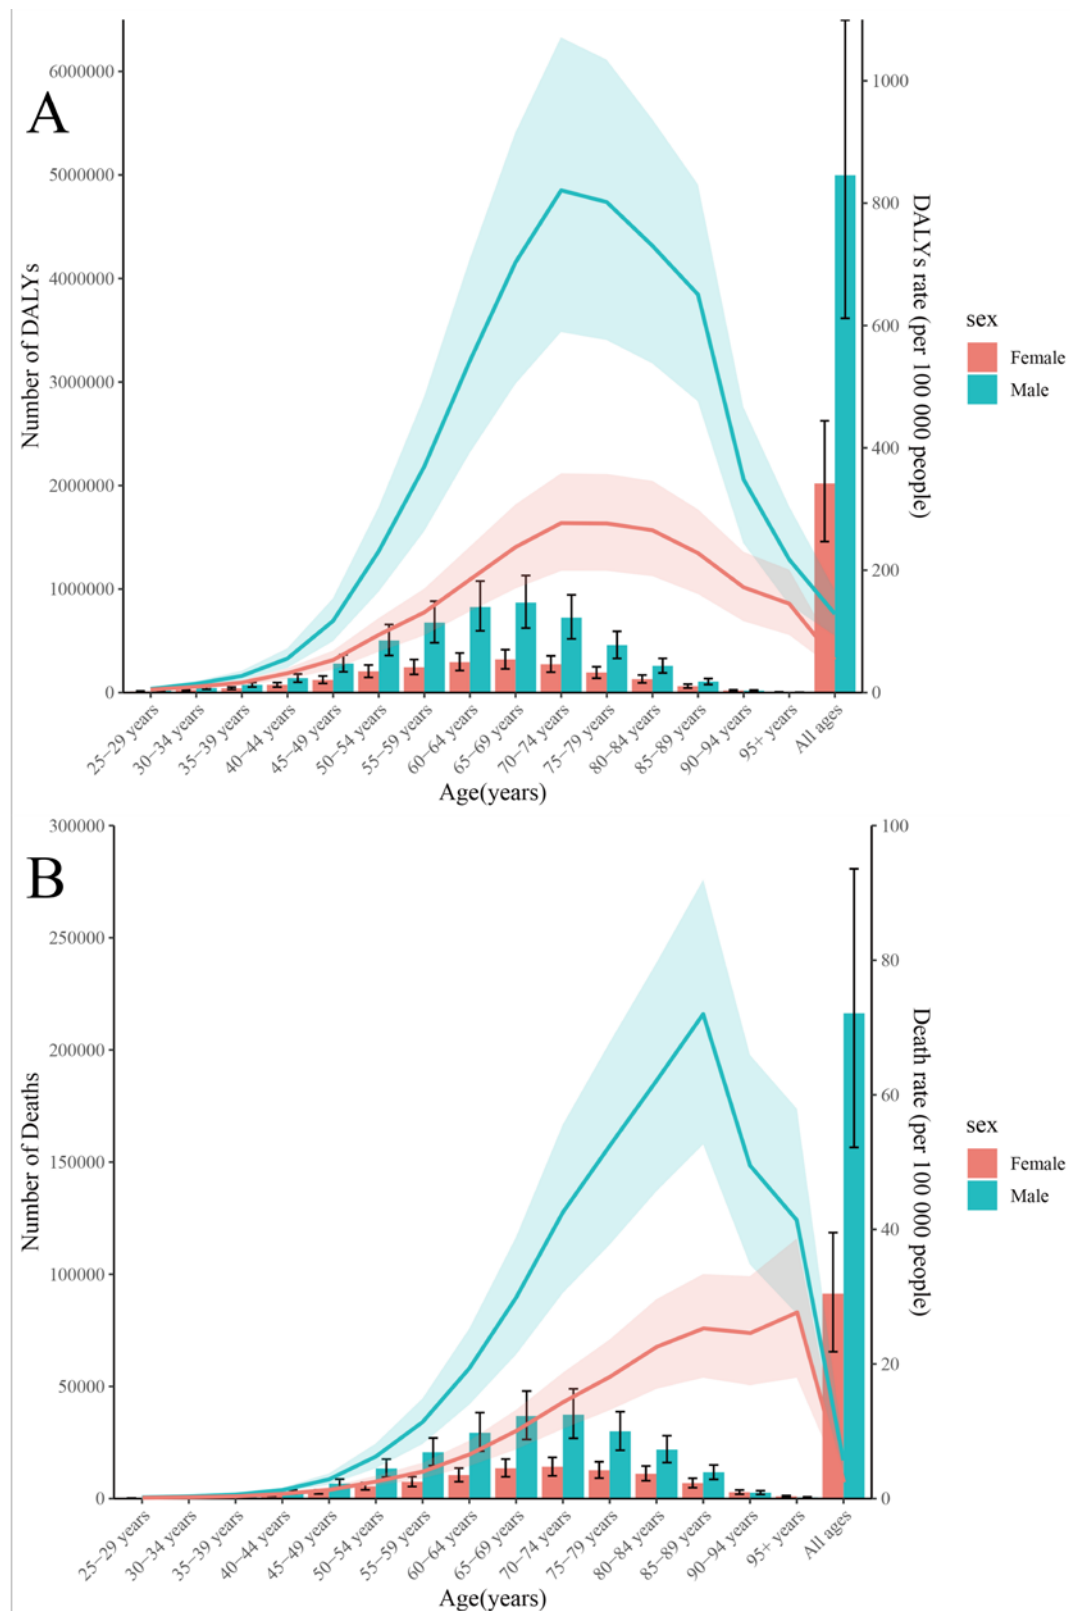 A
6000000
5000000
4000000
3000000
2000000
1000000
0
Number of DALYs
1000
800
600
400
200
0
DALYs rate (per 100 000 people)
sex
Female
Male
25−29 years
30−34 years
35−39 years
40−44 years
45−49 years
50−54 years
55−59 years
60−64 years
65−69 years
70−74 years
75−79 years
80−84 years
85−89 years
90−94 years
95+ years
All ages
Age(years)
B
300000
250000
200000
150000
100000
50000
0
Number of Deaths
100
80
60
40
20
0
Death rate (per 100 000 people)
sex
Female
Male
25−29 years
30−34 years
35−39 years
40−44 years
45−49 years
50−54 years
55−59 years
60−64 years
65−69 years
70−74 years
75−79 years
80−84 years
85−89 years
90−94 years
95+ years
All ages
Age(years)